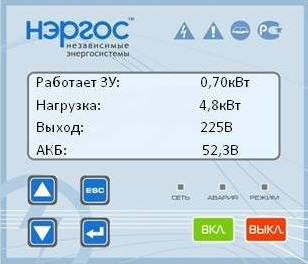 нэргос™
независимые
энергосистемы
Работает ЗУ: 0,70кВт
Нагрузка: 4,8кВт
Выход: 225В
АКБ: 52,3В
ESC
СЕТЬ АВАРИЯ РЕЖИМ
ВКЛ. ВЫКЛ.